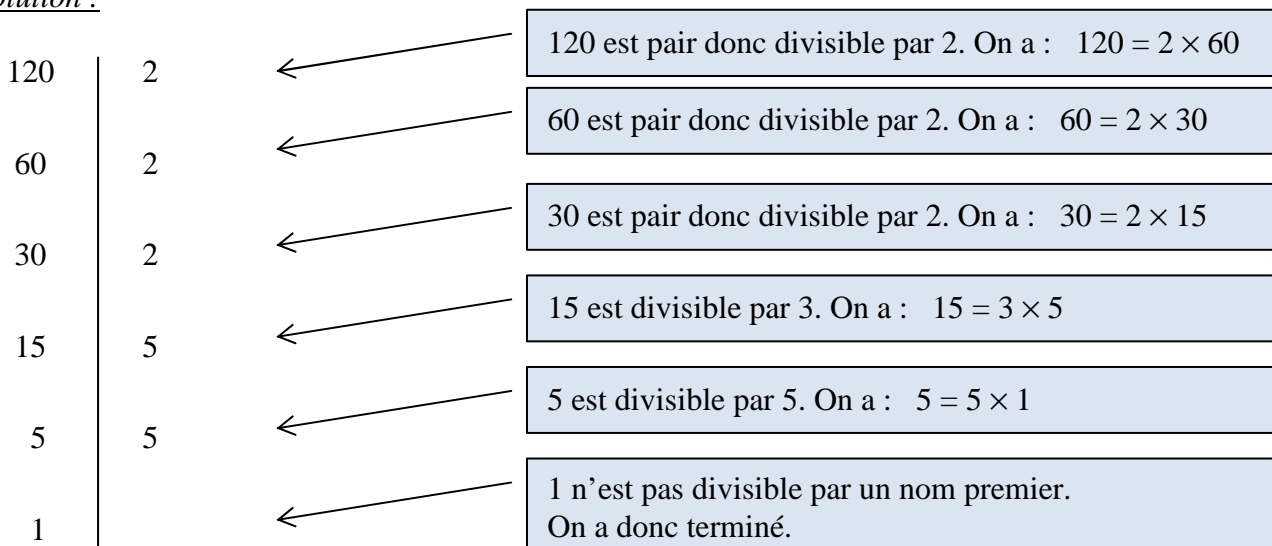 olution :
120 2
120 est pair donc divisible par 2. On a : 120 = 2 × 60
60 2
60 est pair donc divisible par 2. On a : 60 = 2 × 30
30 2
30 est pair donc divisible par 2. On a : 30 = 2 × 15
15 5
15 est divisible par 3. On a : 15 = 3 × 5
5 5
5 est divisible par 5. On a : 5 = 5 × 1
1
1 n’est pas divisible par un nom premier.
On a donc terminé.